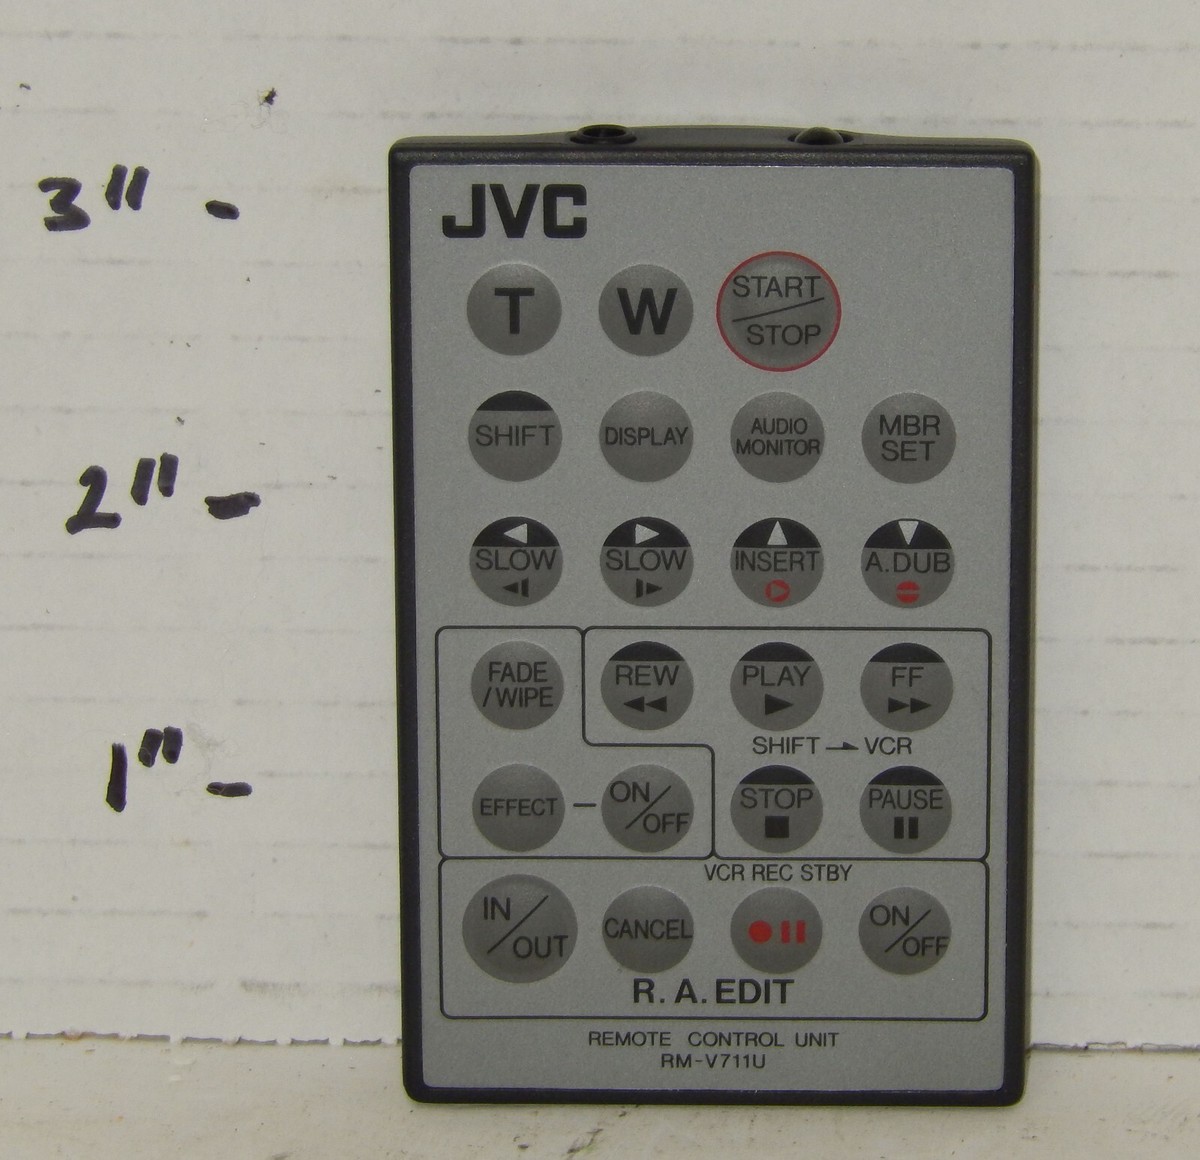 3" -
JVC
T W START/STOP
SHIFT DISPLAY AUDIO MONITOR MBR SET
2" -
SLOW SLOW INSERT A.DUB
FADE/WIPE REW PLAY FF
SHIFT → VCR
1" -
EFFECT – ON/OFF STOP PAUSE
VCR REC STBY
IN/OUT CANCEL ON/OFF
R.A.EDIT
REMOTE CONTROL UNIT
RM-V711U